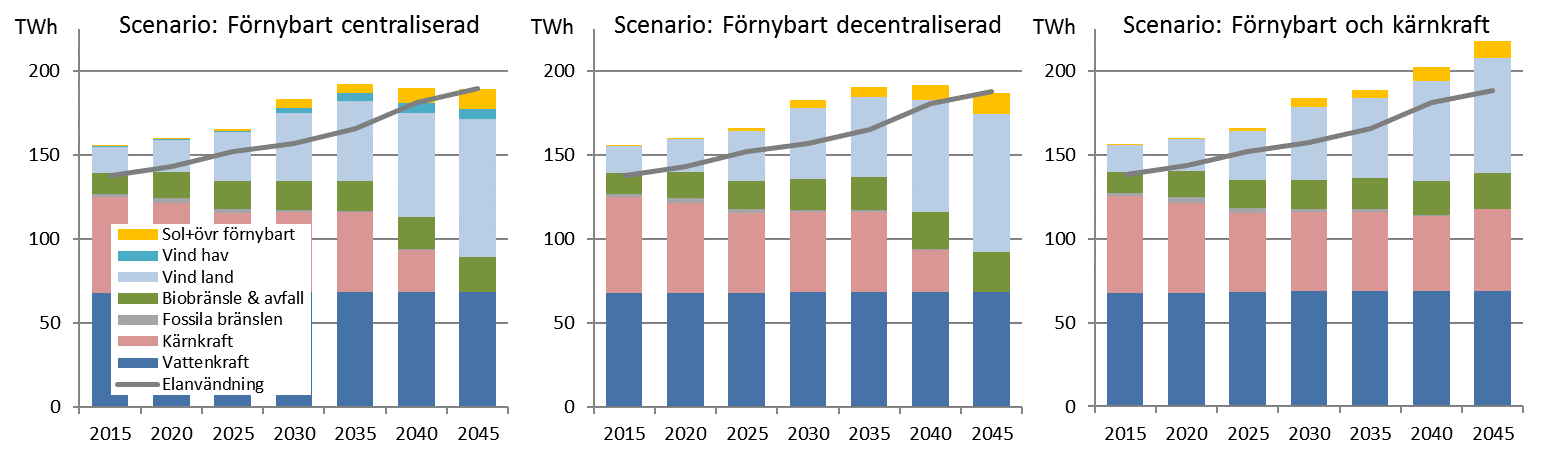 TWh Scenario: Förnybart centraliserad
200
150
100
50
0
2015 2020 2025 2030 2035 2040 2045
Sol+övr förnybart
Vind hav
Vind land
Biobränsle & avfall
Fossila bränslen
Kärnkraft
Vattenkraft
Elanvändning
TWh Scenario: Förnybart decentraliserad
200
150
100
50
0
2015 2020 2025 2030 2035 2040 2045
TWh Scenario: Förnybart och kärnkraft
200
150
100
50
0
2015 2020 2025 2030 2035 2040 2045